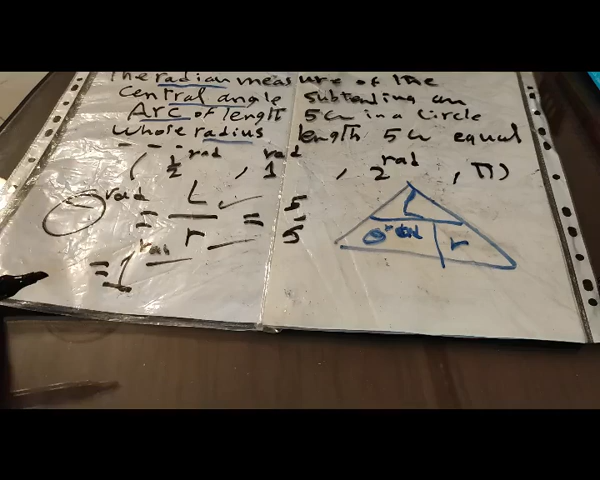 The radian measure of the
central angle subtending an
Arc of length 5cm in a circle
whose radius length 5cm equal
( 1/2 rad , 1 rad , 2 rad , π )
θ rad = L/r = 5/5
= 1 rad
L
θ rad
r